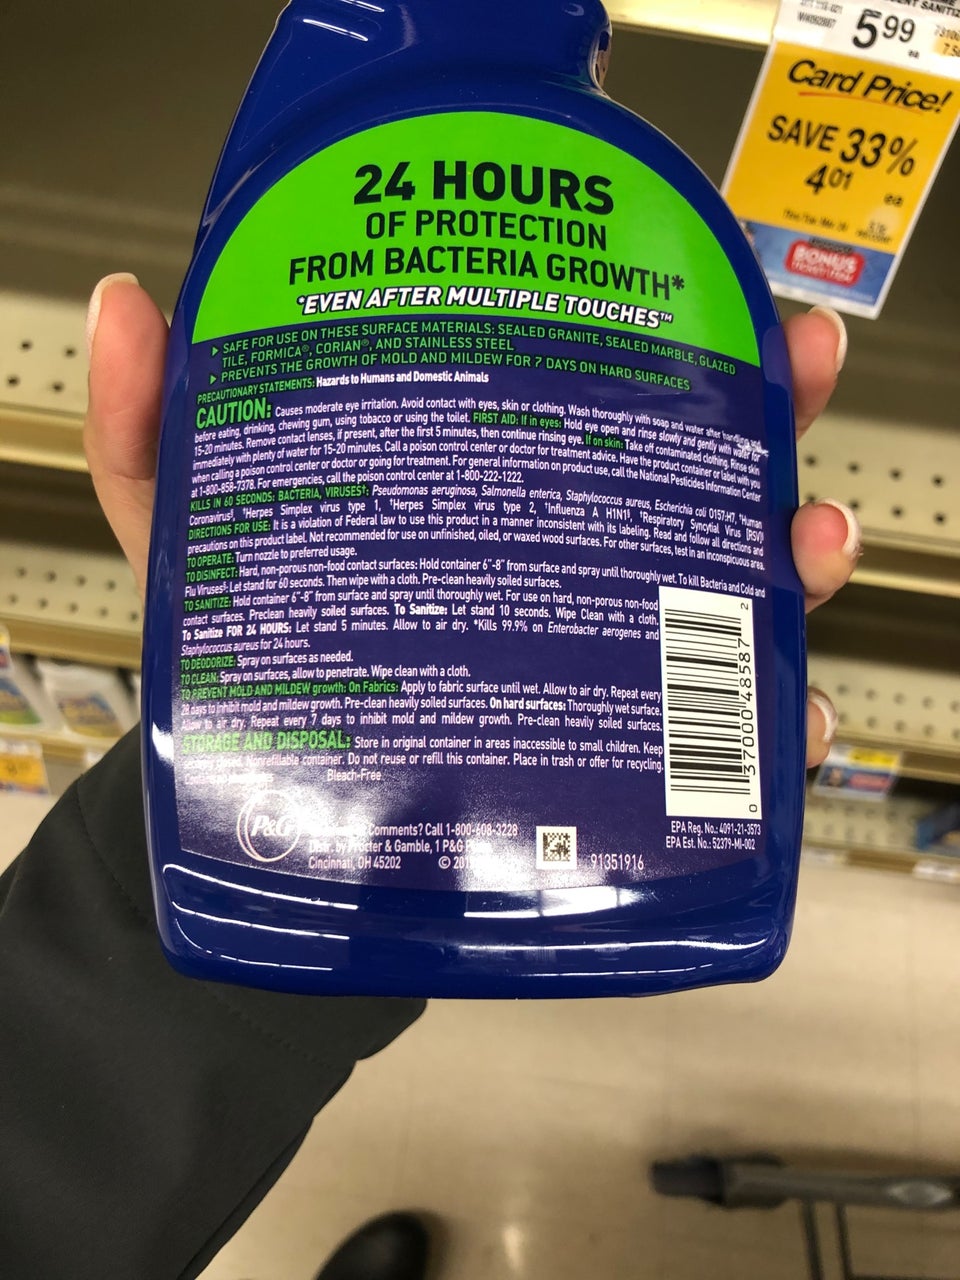 5.99
ea
Card Price!
SAVE 33%
4.01
ea
BONUS
24 HOURS
OF PROTECTION
FROM BACTERIA GROWTH*
*EVEN AFTER MULTIPLE TOUCHES™
▸ SAFE FOR USE ON THESE SURFACE MATERIALS: SEALED GRANITE, SEALED MARBLE, GLAZED
TILE, FORMICA®, CORIAN®, AND STAINLESS STEEL
▸ PREVENTS THE GROWTH OF MOLD AND MILDEW FOR 7 DAYS ON HARD SURFACES
PRECAUTIONARY STATEMENTS: Hazards to Humans and Domestic Animals
CAUTION: Causes moderate eye irritation. Avoid contact with eyes, skin or clothing. Wash thoroughly with soap and water after handling and
before eating, drinking, chewing gum, using tobacco or using the toilet. FIRST AID: If in eyes: Hold eye open and rinse slowly and gently with water for
15-20 minutes. Remove contact lenses, if present, after the first 5 minutes, then continue rinsing eye. If on skin: Take off contaminated clothing. Rinse skin
immediately with plenty of water for 15-20 minutes. Call a poison control center or doctor for treatment advice. Have the product container or label with you
when calling a poison control center or doctor or going for treatment. For general information on product use, call the National Pesticides Information Center
at 1-800-858-7378. For emergencies, call the poison control center at 1-800-222-1222.
KILLS IN 60 SECONDS: BACTERIA, VIRUSES‡: Pseudomonas aeruginosa, Salmonella enterica, Staphylococcus aureus, Escherichia coli O157:H7, ‡Human
Coronavirus§, ‡Herpes Simplex virus type 1, ‡Herpes Simplex virus type 2, ‡Influenza A H1N1§, ‡Respiratory Syncytial Virus (RSV)§
DIRECTIONS FOR USE: It is a violation of Federal law to use this product in a manner inconsistent with its labeling. Read and follow all directions and
precautions on this product label. Not recommended for use on unfinished, oiled, or waxed wood surfaces. For other surfaces, test in an inconspicuous area.
TO OPERATE: Turn nozzle to preferred usage.
TO DISINFECT: Hard, non-porous non-food contact surfaces: Hold container 6"-8" from surface and spray until thoroughly wet. To kill Bacteria and Cold and
Flu Viruses§: Let stand for 60 seconds. Then wipe with a cloth. Pre-clean heavily soiled surfaces.
TO SANITIZE: Hold container 6"-8" from surface and spray until thoroughly wet. For use on hard, non-porous non-food
contact surfaces. Preclean heavily soiled surfaces. To Sanitize: Let stand 10 seconds. Wipe Clean with a cloth.
To Sanitize FOR 24 HOURS: Let stand 5 minutes. Allow to air dry. *Kills 99.9% on Enterobacter aerogenes and
Staphylococcus aureus for 24 hours.
TO DEODORIZE: Spray on surfaces as needed.
TO CLEAN: Spray on surfaces, allow to penetrate. Wipe clean with a cloth.
TO PREVENT MOLD AND MILDEW growth: On Fabrics: Apply to fabric surface until wet. Allow to air dry. Repeat every
28 days to inhibit mold and mildew growth. Pre-clean heavily soiled surfaces. On hard surfaces: Thoroughly wet surface.
Allow to air dry. Repeat every 7 days to inhibit mold and mildew growth. Pre-clean heavily soiled surfaces.
STORAGE AND DISPOSAL: Store in original container in areas inaccessible to small children. Keep
securely closed. Nonrefillable container. Do not reuse or refill this container. Place in trash or offer for recycling.
Contains no phosphates Bleach-Free
P&G
Comments? Call 1-800-608-3228
Distr. by Procter & Gamble, 1 P&G
Cincinnati, OH 45202 © 201
91351916
0 37000 48587 2
EPA Reg. No.: 4091-21-3573
EPA Est. No.: 52379-MI-002